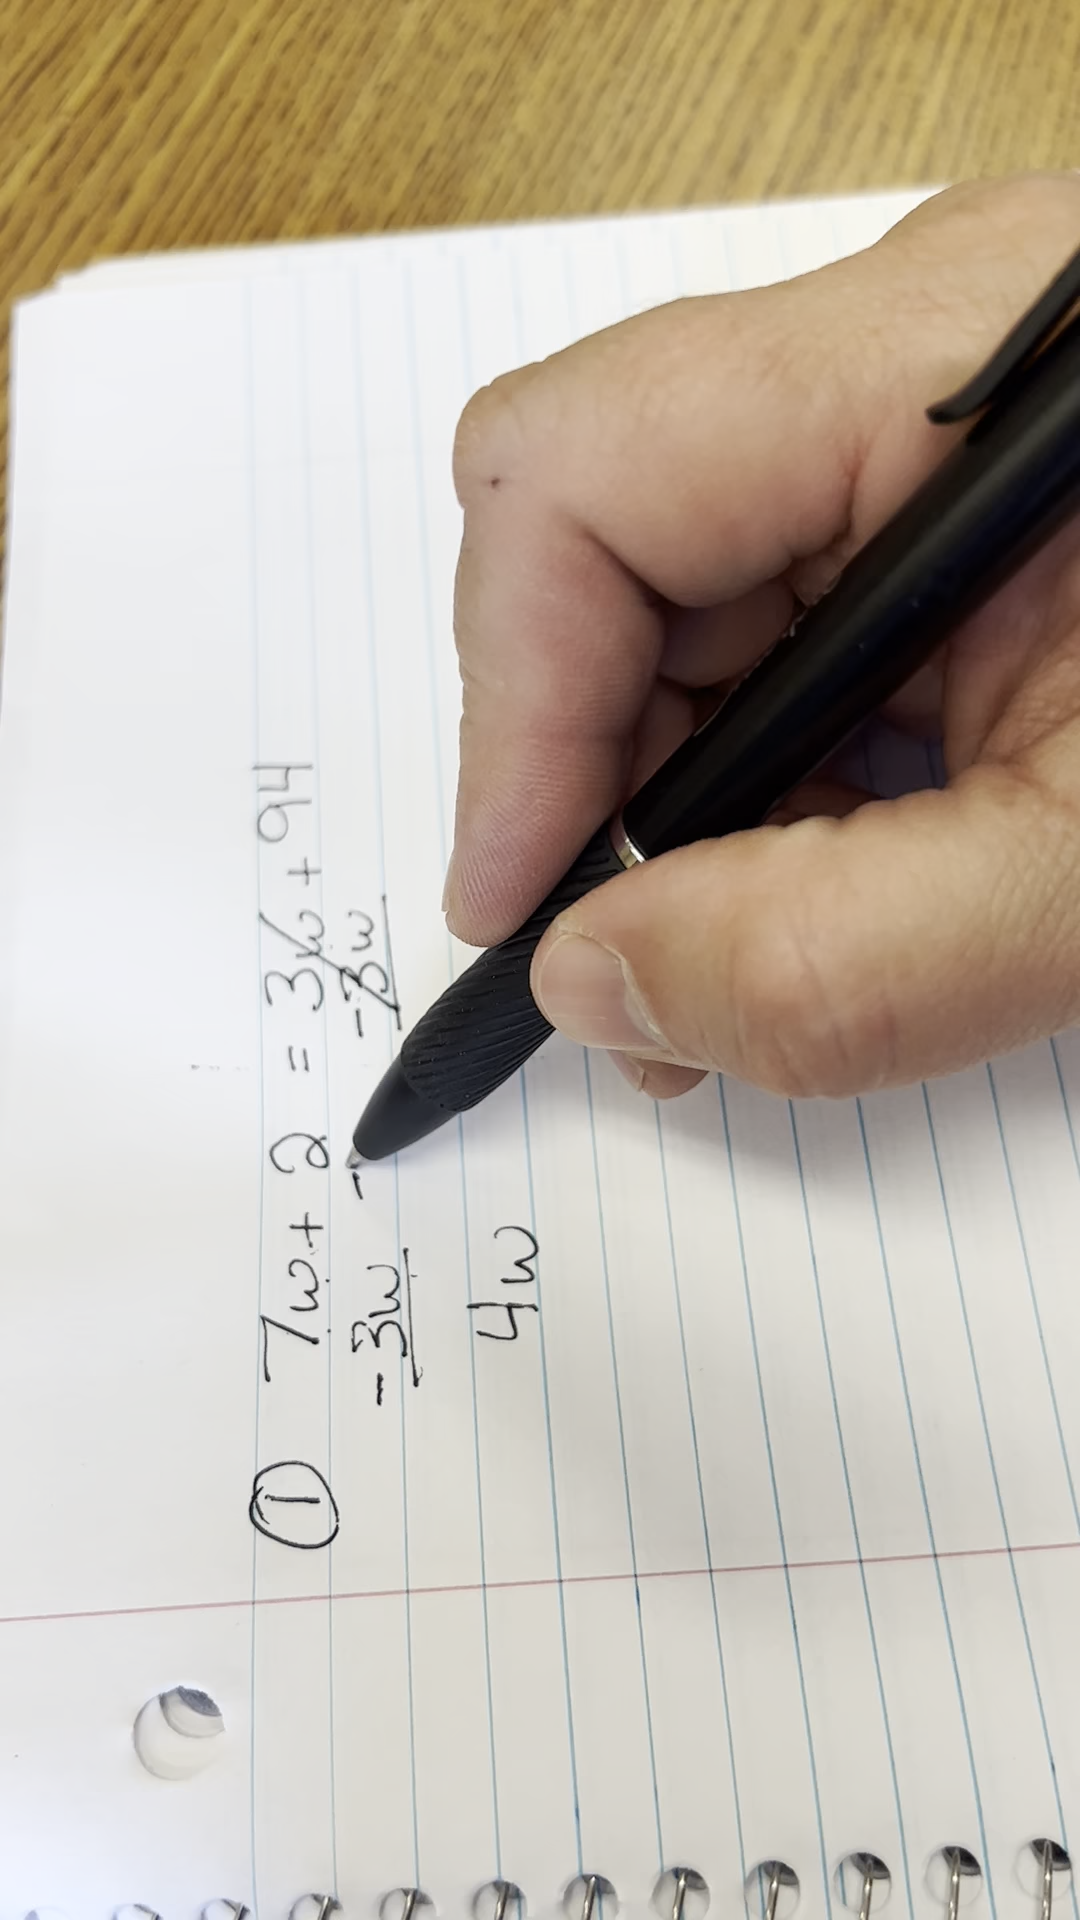 ① 7w + 2 = 3w + 94
-3w - -3w
4w